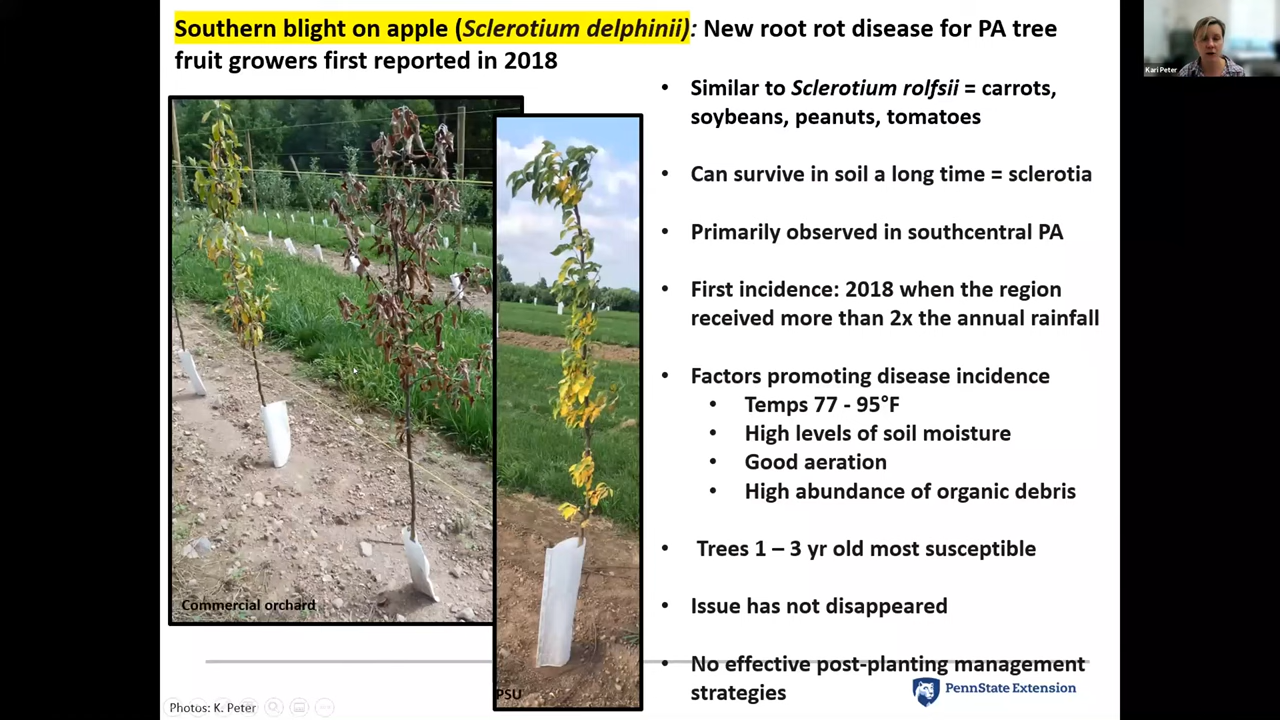 Southern blight on apple (Sclerotium delphinii): New root rot disease for PA tree
fruit growers first reported in 2018
• Similar to Sclerotium rolfsii = carrots,
soybeans, peanuts, tomatoes
• Can survive in soil a long time = sclerotia
• Primarily observed in southcentral PA
• First incidence: 2018 when the region
received more than 2x the annual rainfall
• Factors promoting disease incidence
• Temps 77 - 95°F
• High levels of soil moisture
• Good aeration
• High abundance of organic debris
• Trees 1 – 3 yr old most susceptible
• Issue has not disappeared
• No effective post-planting management
strategies
Commercial orchard
PSU
Photos: K. Peter
PennState Extension
Kari Peter